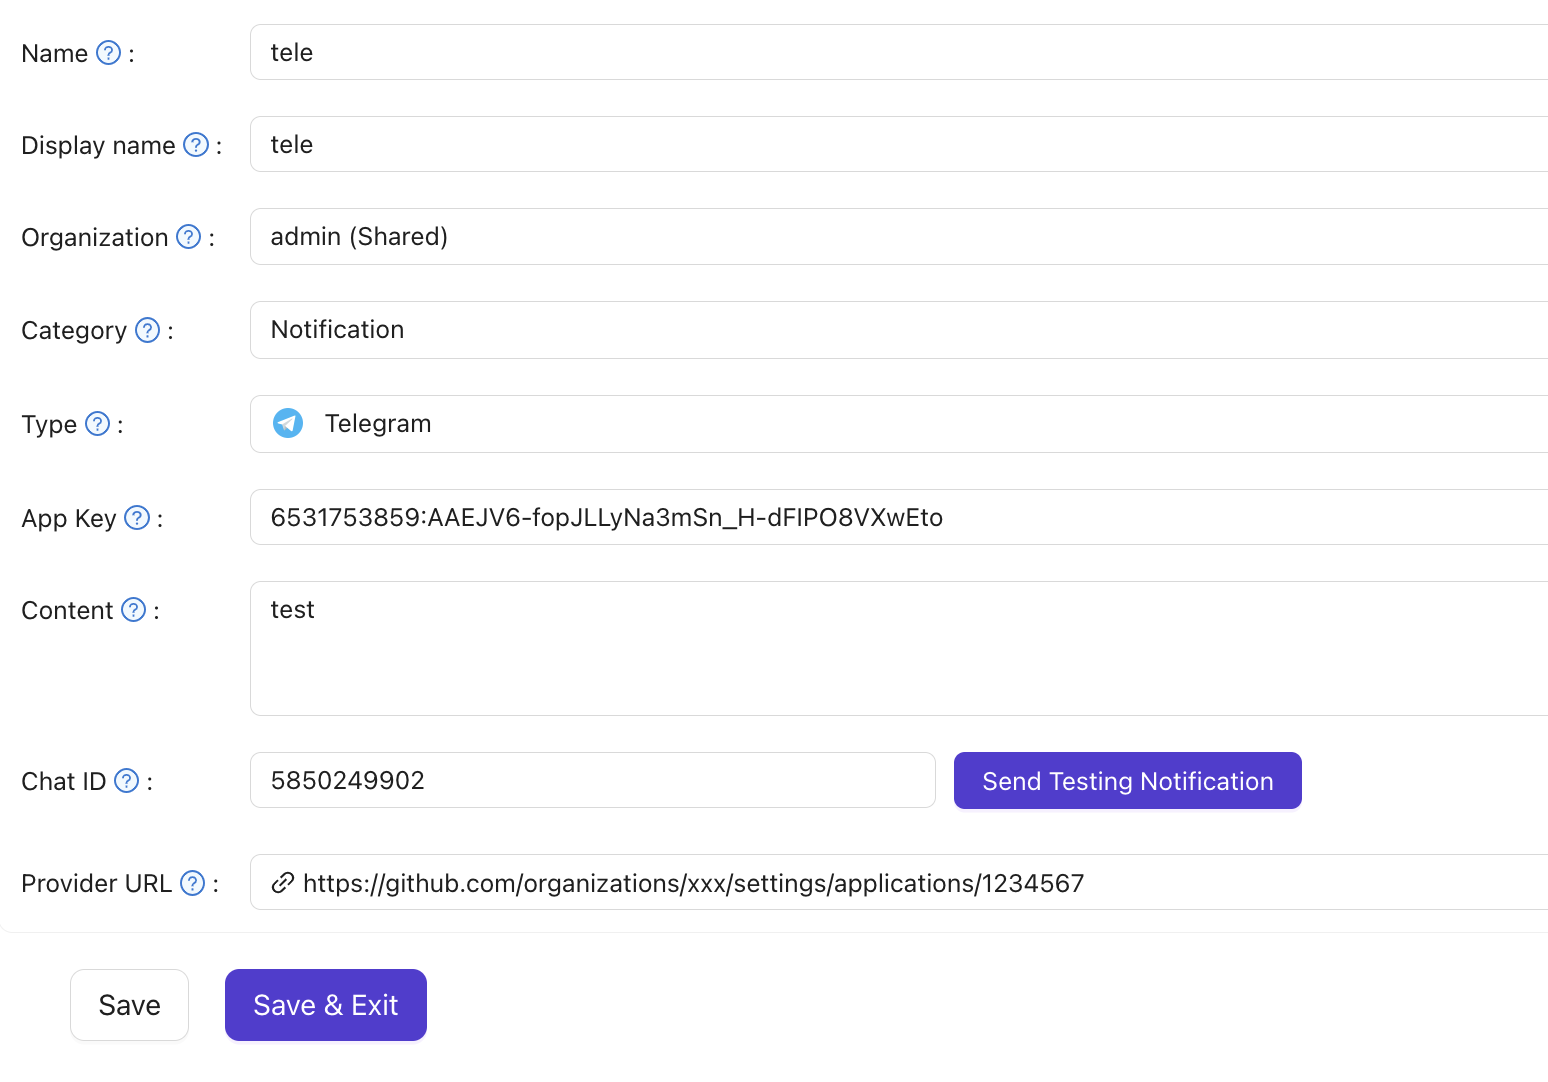 Name ? : tele
Display name ? : tele
Organization ? : admin (Shared)
Category ? : Notification
Type ? : Telegram
App Key ? : 6531753859:AAEJV6-fopJLLyNa3mSn_H-dFIPO8VXwEto
Content ? : test
Chat ID ? : 5850249902 Send Testing Notification
Provider URL ? : https://github.com/organizations/xxx/settings/applications/1234567
Save Save & Exit